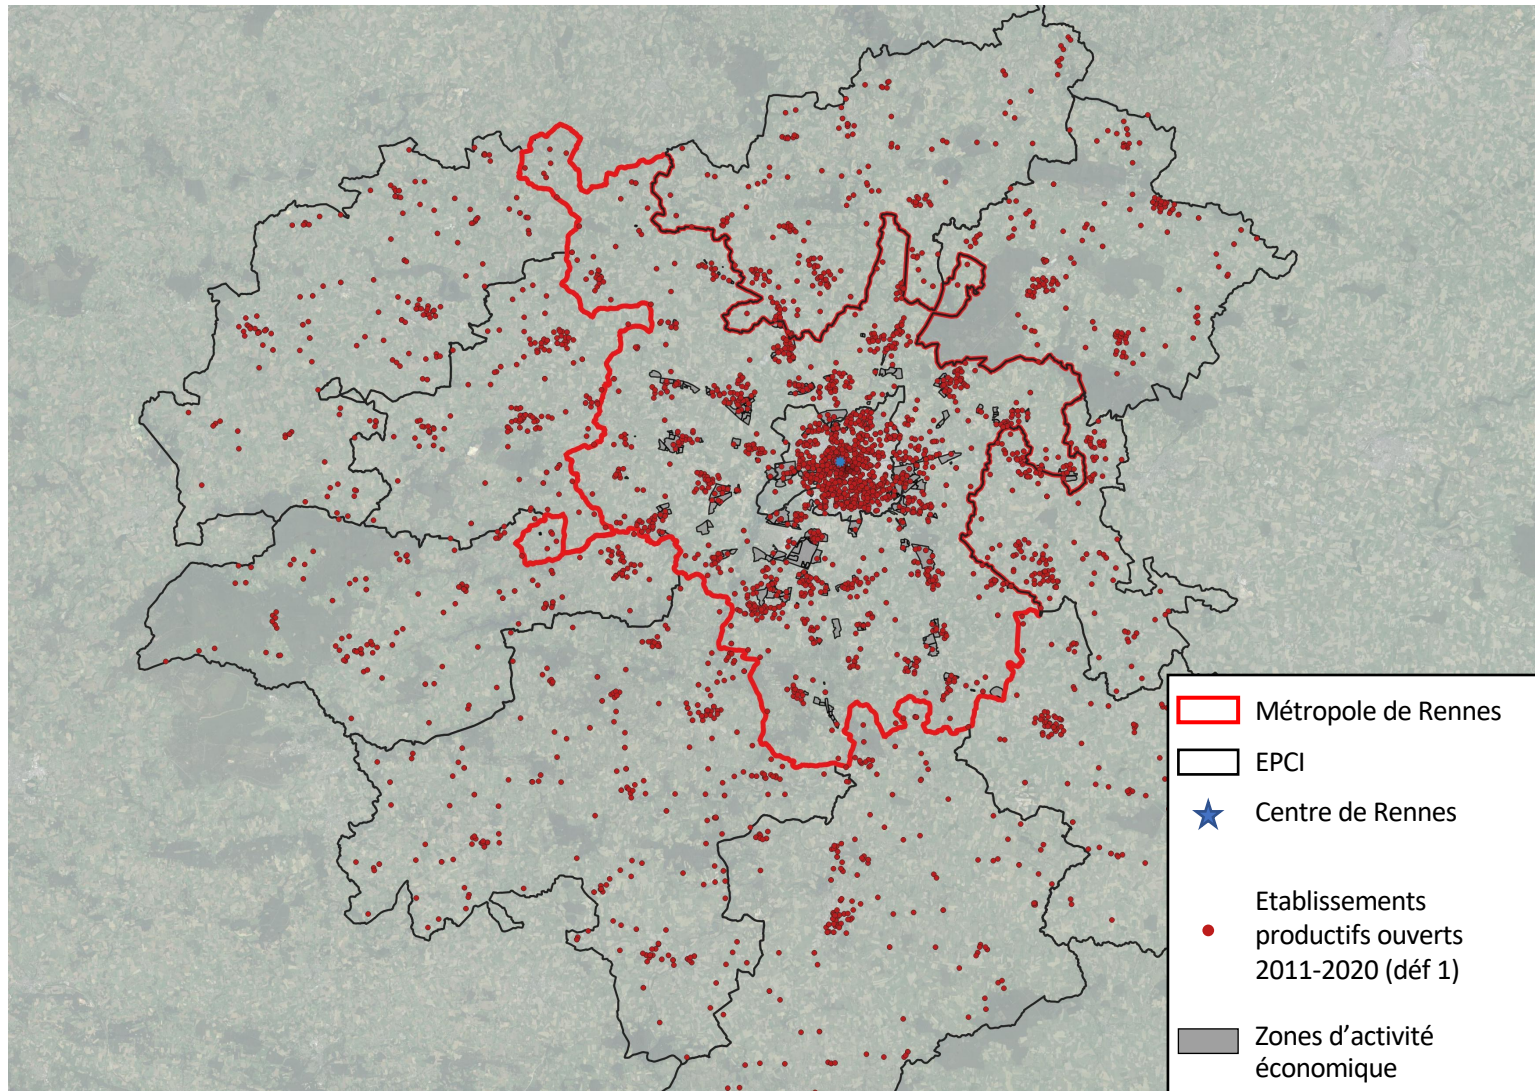 Métropole de Rennes
EPCI
Centre de Rennes
Etablissements
productifs ouverts
2011-2020 (déf 1)
Zones d’activité
économique